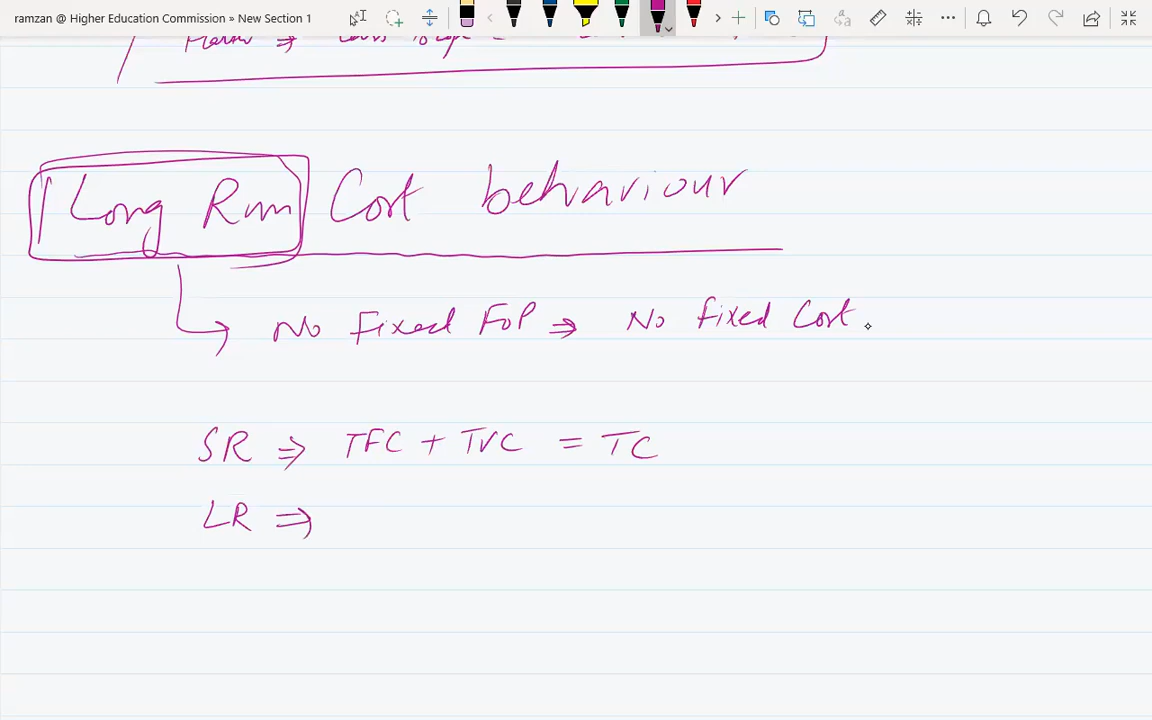 ramzan @ Higher Education Commission » New Section 1
Long Run Cost behaviour
No Fixed FoP ⇒ No fixed Cost
SR ⇒ TFC + TVC = TC
LR ⇒